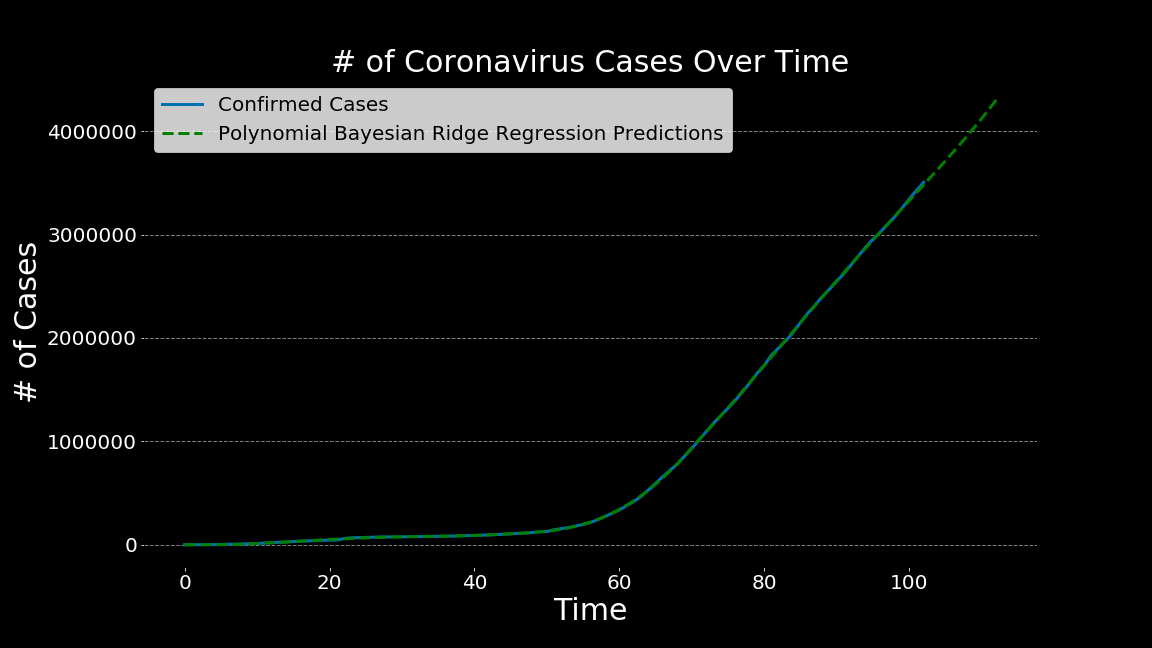 # of Coronavirus Cases Over Time
Confirmed Cases
Polynomial Bayesian Ridge Regression Predictions
# of Cases
4000000
3000000
2000000
1000000
0
0 20 40 60 80 100
Time